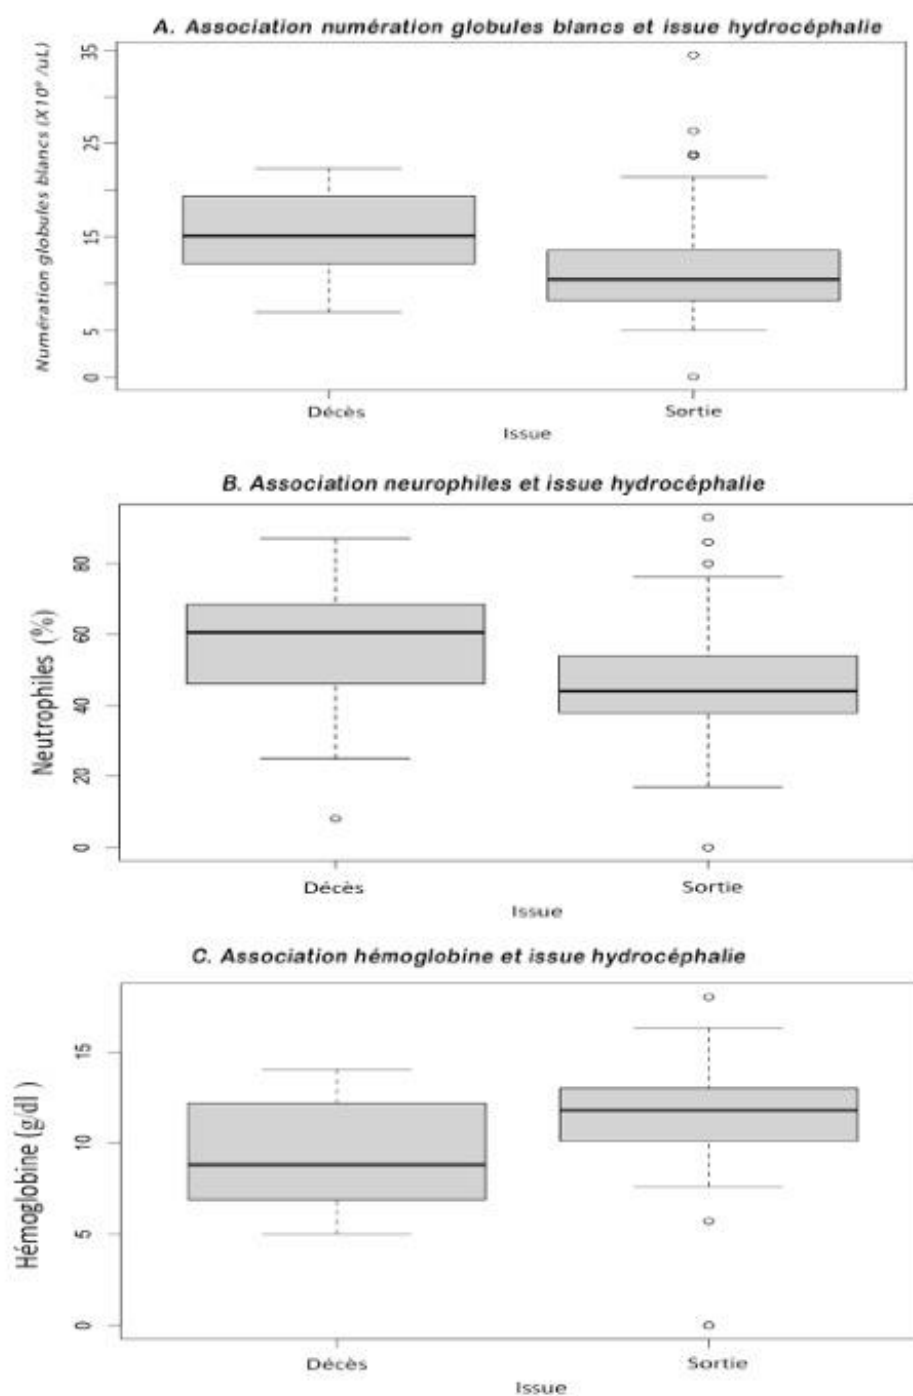 A. Association numération globules blancs et issue hydrocéphalie
Numération globules blancs (X10⁹ /uL)
35
25
15
5
0
Décès Sortie
Issue
B. Association neurophiles et issue hydrocéphalie
Neutrophiles (%)
80
60
40
20
0
Décès Sortie
Issue
C. Association hémoglobine et issue hydrocéphalie
Hémoglobine (g/dl)
15
10
5
0
Décès Sortie
Issue